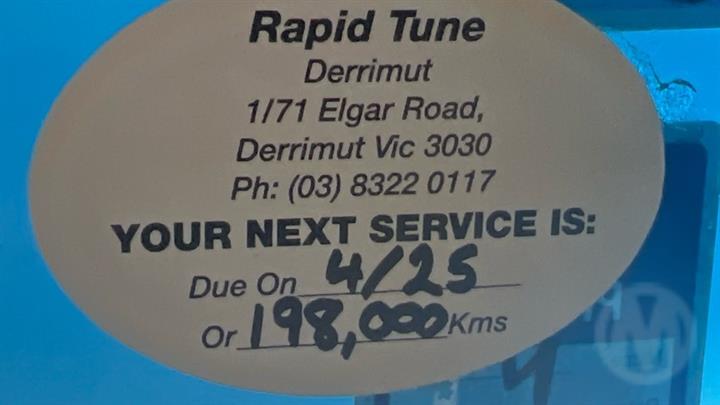 Rapid Tune
Derrimut
1/71 Elgar Road,
Derrimut Vic 3030
Ph: (03) 8322 0117
YOUR NEXT SERVICE IS:
Due On 4/25
Or 198,000 Kms